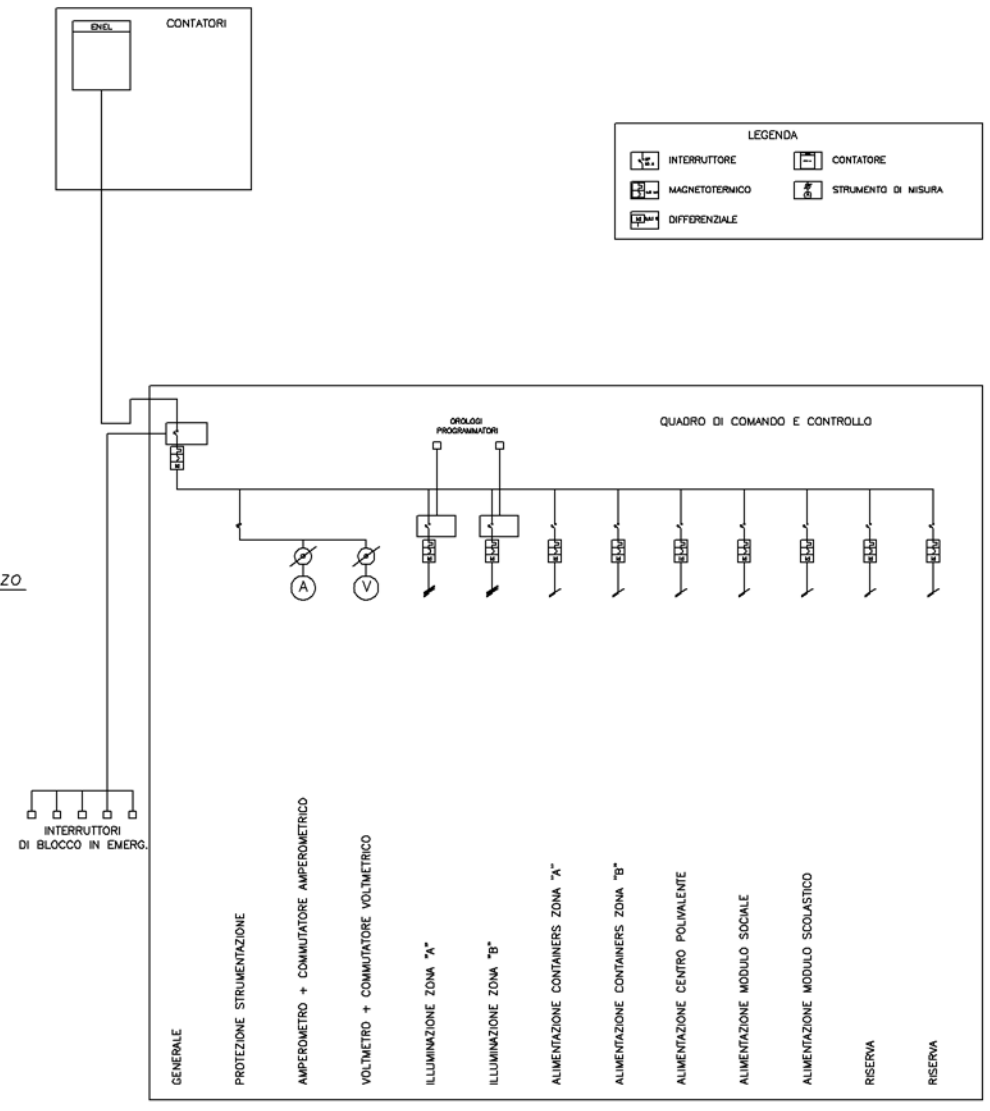 ENEL
CONTATORI
LEGENDA
INTERRUTTORE
CONTATORE
MAGNETOTERMICO
STRUMENTO DI MISURA
DIFFERENZIALE
OROLOGI
PROGRAMMATORI
QUADRO DI COMANDO E CONTROLLO
ZO
A
V
INTERRUTTORI
DI BLOCCO IN EMERG.
GENERALE
PROTEZIONE STRUMENTAZIONE
AMPEROMETRO + COMMUTATORE AMPEROMETRICO
VOLTMETRO + COMMUTATORE VOLTMETRICO
ILLUMINAZIONE ZONA "A"
ILLUMINAZIONE ZONA "B"
ALIMENTAZIONE CONTAINERS ZONA "A"
ALIMENTAZIONE CONTAINERS ZONA "B"
ALIMENTAZIONE CENTRO POLIVALENTE
ALIMENTAZIONE MODULO SOCIALE
ALIMENTAZIONE MODULO SCOLASTICO
RISERVA
RISERVA